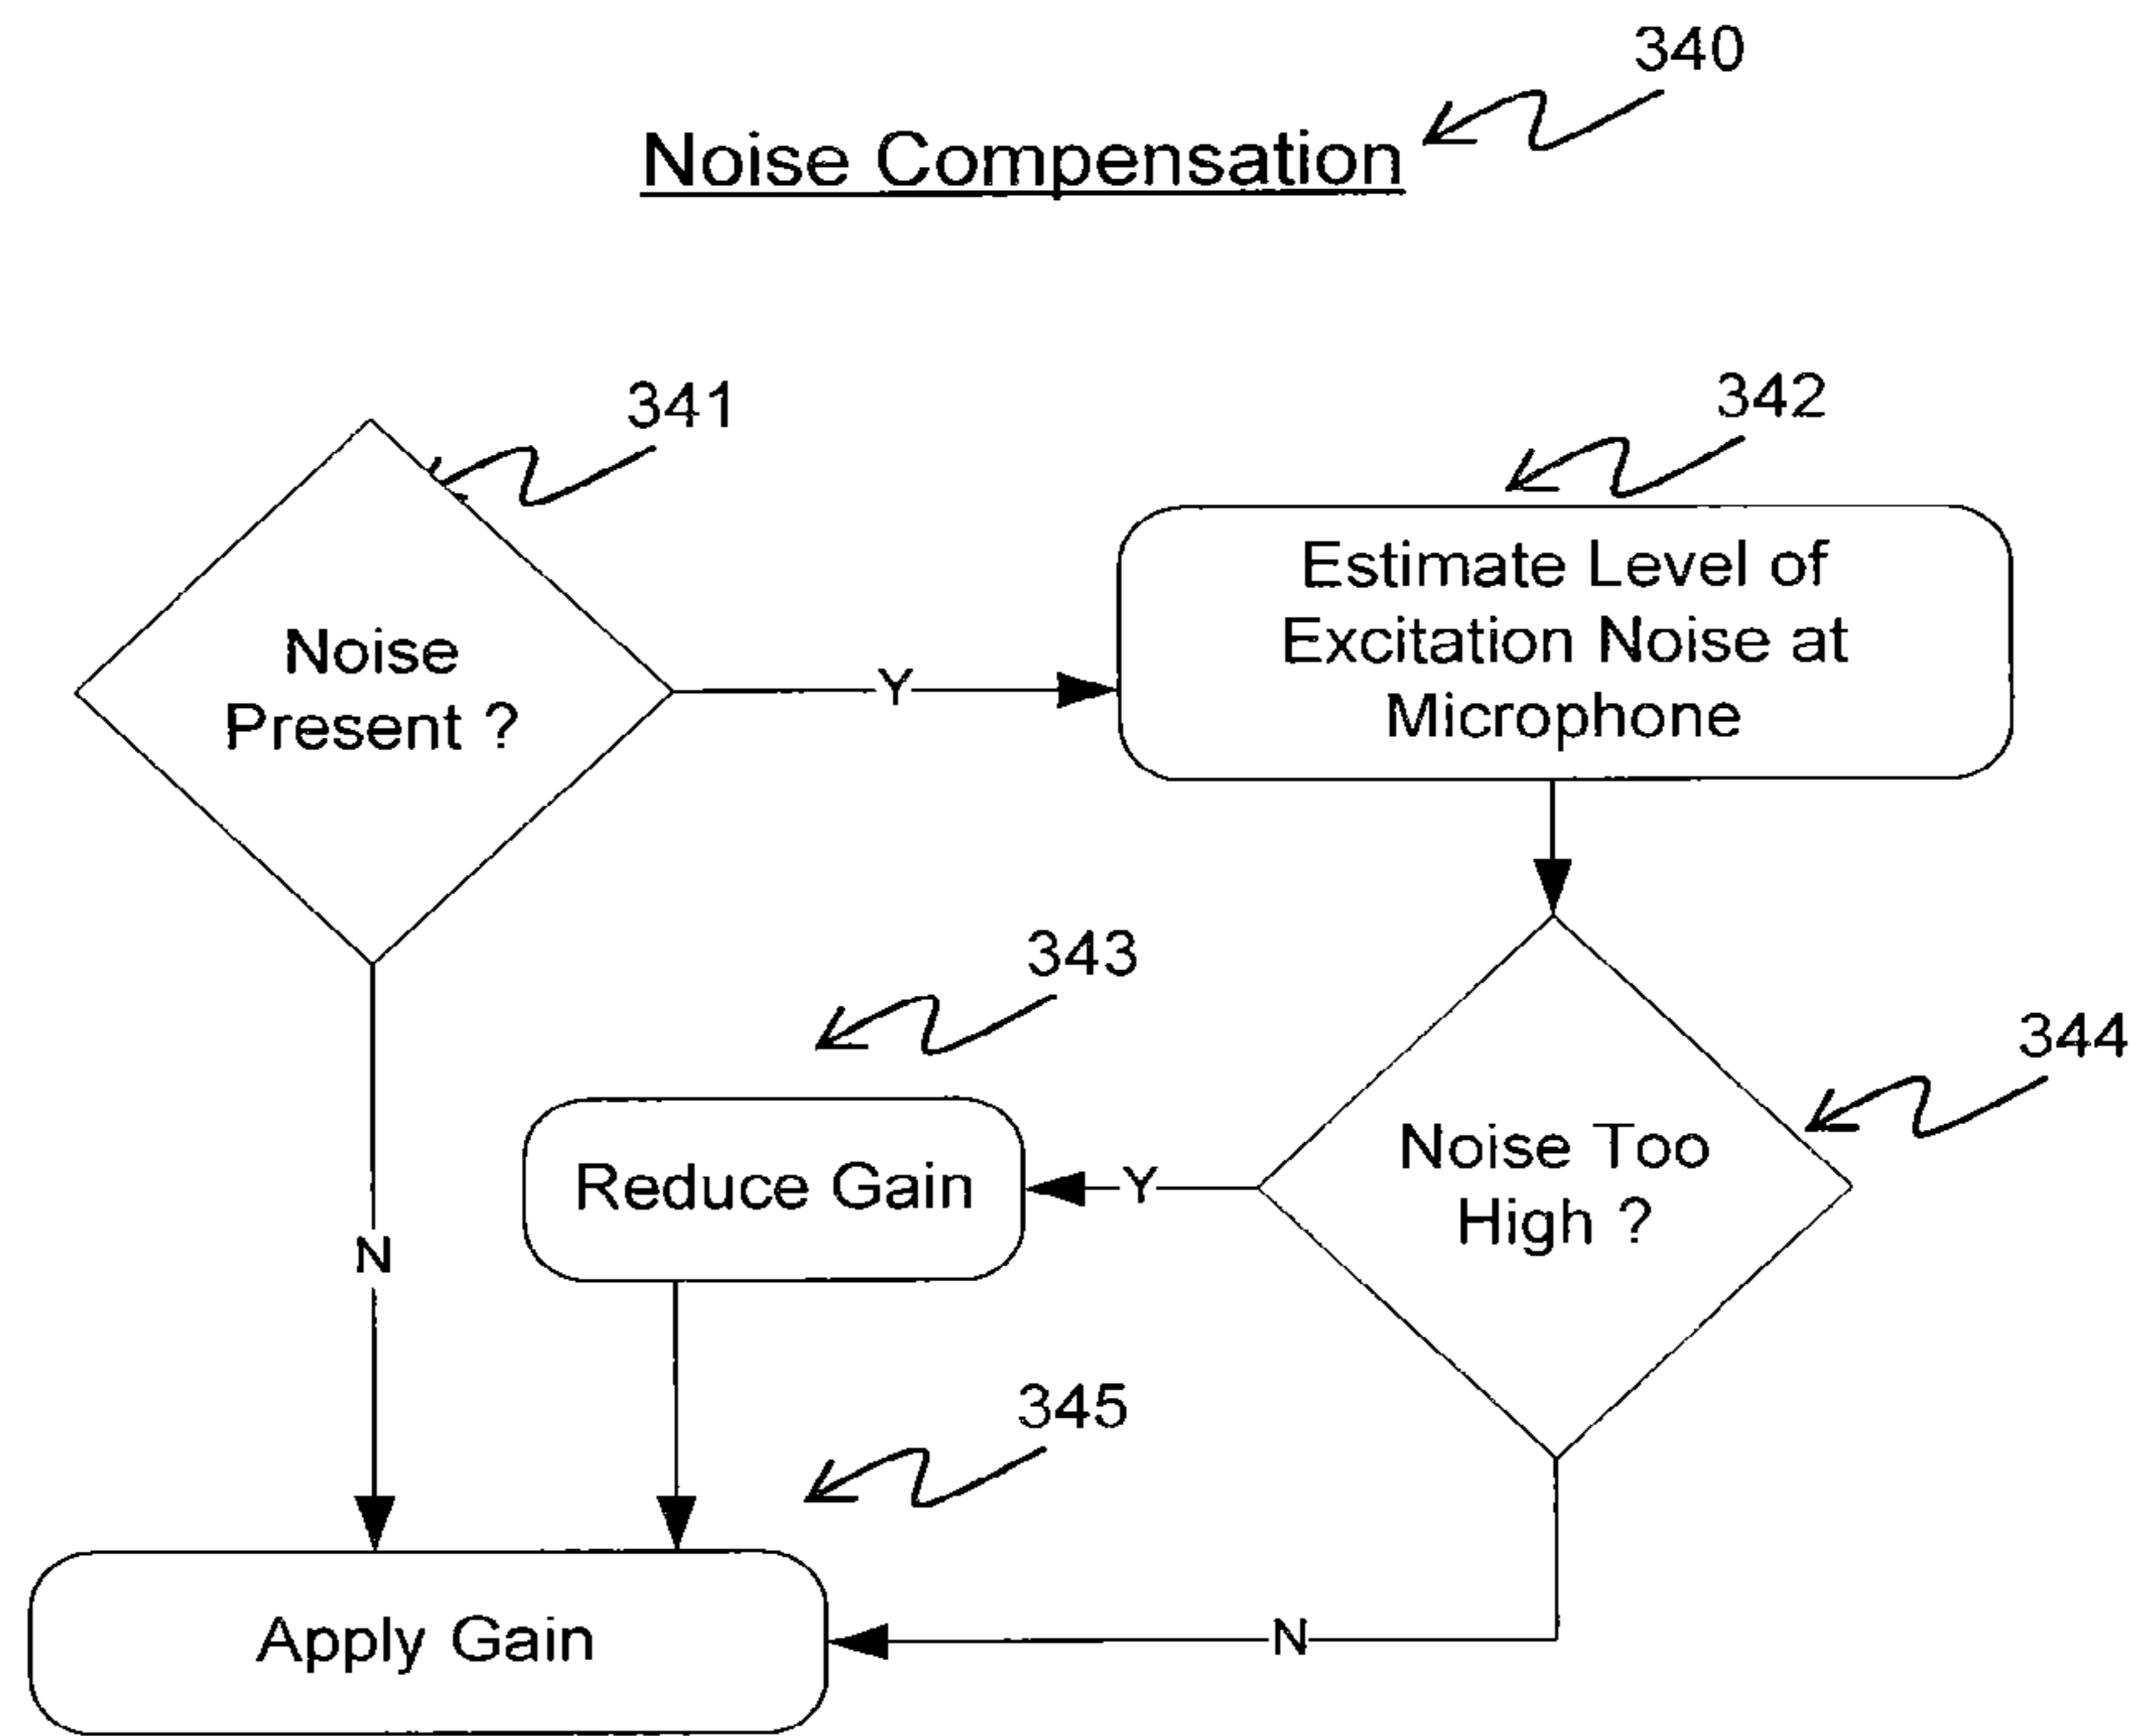 340
Noise Compensation
341
342
Noise
Present ?
Y
Estimate Level of
Excitation Noise at
Microphone
343
344
Reduce Gain
Y
Noise Too
High ?
N
345
Apply Gain
N